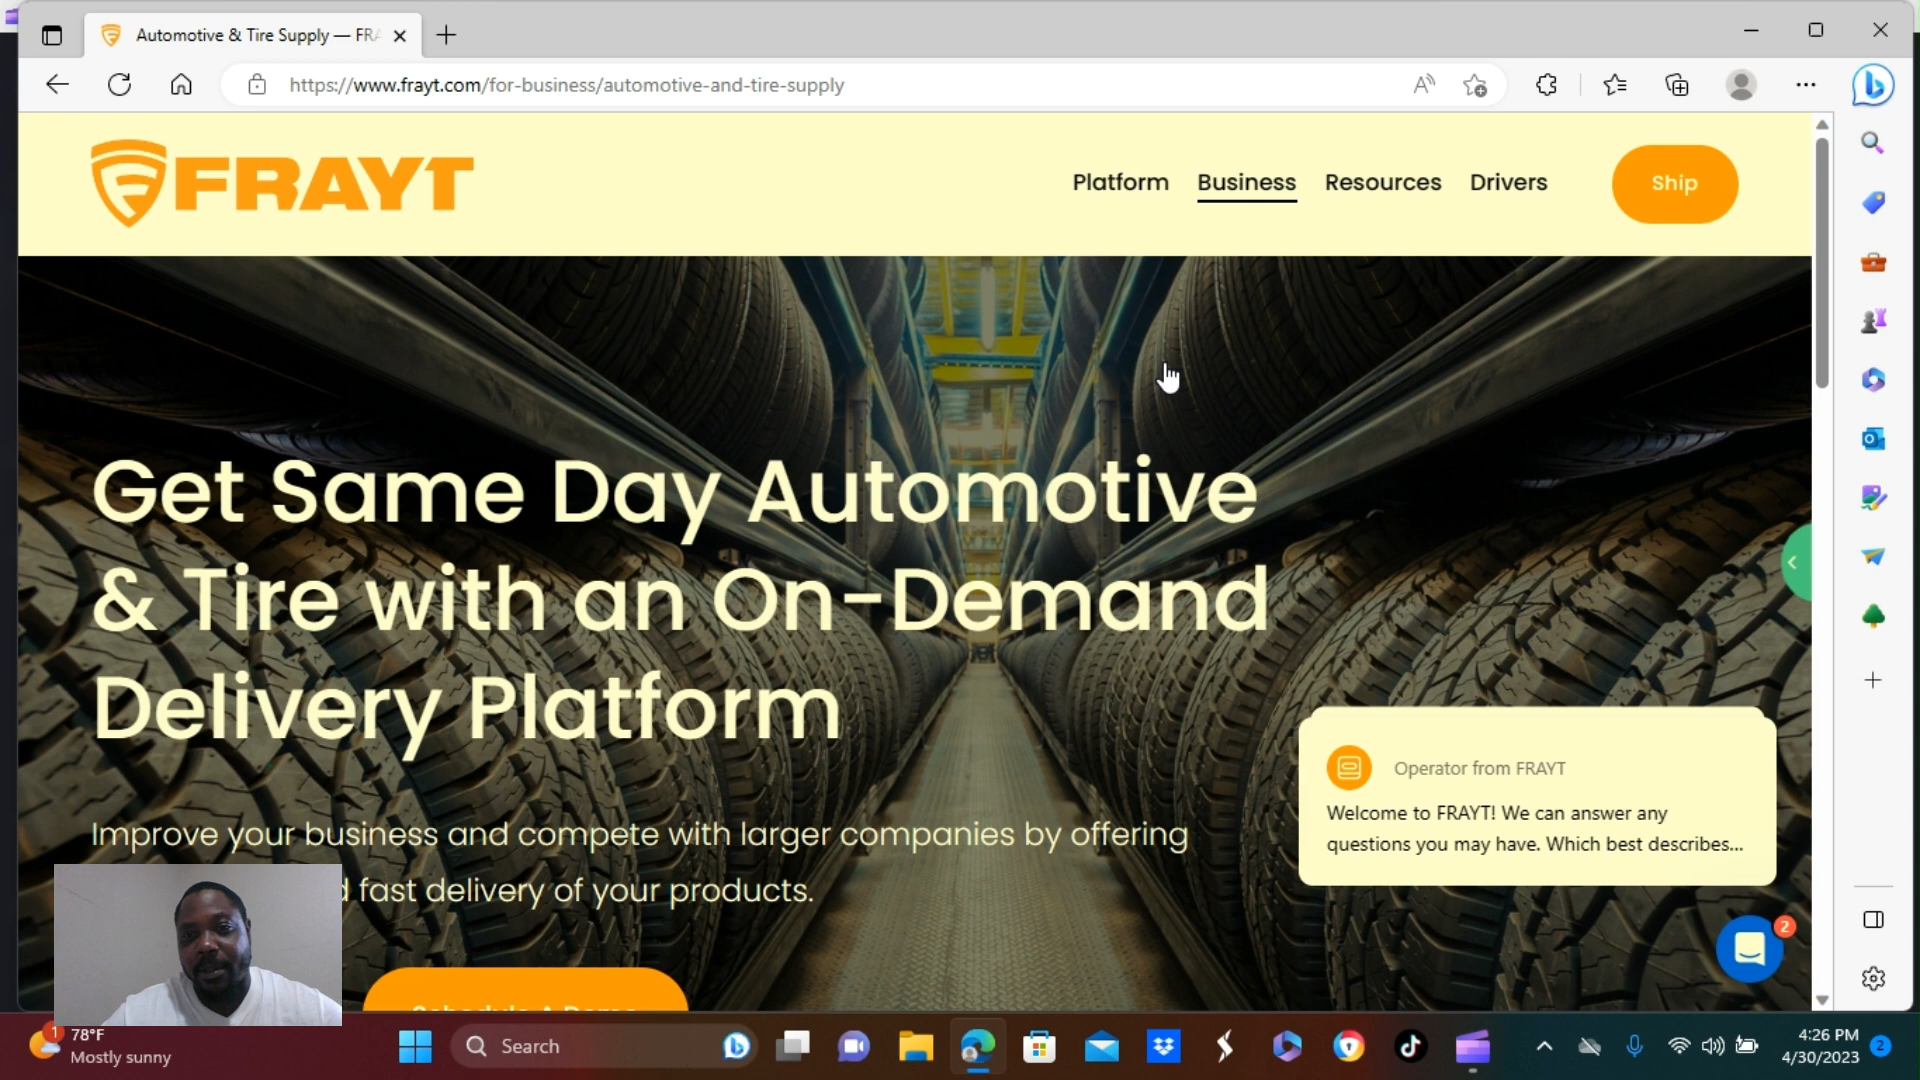 Automotive & Tire Supply — FRA
https://www.frayt.com/for-business/automotive-and-tire-supply
FRAYT
Platform
Business
Resources
Drivers
Ship
Get Same Day Automotive
& Tire with an On-Demand
Delivery Platform
Improve your business and compete with larger companies by offering
fast delivery of your products.
Schedule A Demo
Operator from FRAYT
Welcome to FRAYT! We can answer any
questions you may have. Which best describes...
2
1
78°F
Mostly sunny
Search
4:26 PM
4/30/2023
2